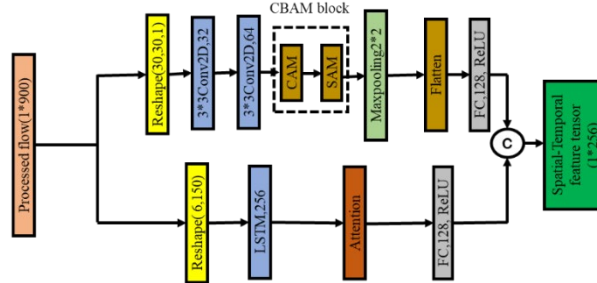 CBAM block
Processed flow(1*900)
Reshape(30,30,1)
3*3Conv2D,32
3*3Conv2D,64
CAM
SAM
Maxpooling2*2
Flatten
FC,128, ReLU
C
Spatial-Temporal
feature tensor
(1*256)
Reshape( 6,150)
LSTM,256
Attention
FC,128, ReLU